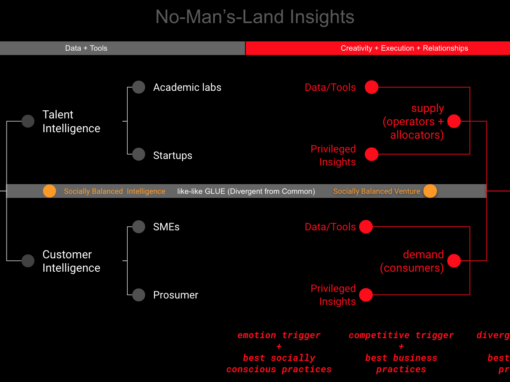 No-Man's-Land Insights
Data + Tools
Creativity + Execution + Relationships
Talent
Intelligence
Academic labs
Startups
Data/Tools
Privileged
Insights
supply
(operators +
allocators)
Socially Balanced Intelligence
like-like GLUE (Divergent from Common)
Socially Balanced Venture
Customer
Intelligence
SMEs
Prosumer
Data/Tools
Privileged
Insights
demand
(consumers)
emotion trigger
+
best socially
conscious practices
competitive trigger
+
best business
practices
diverg
best
pr